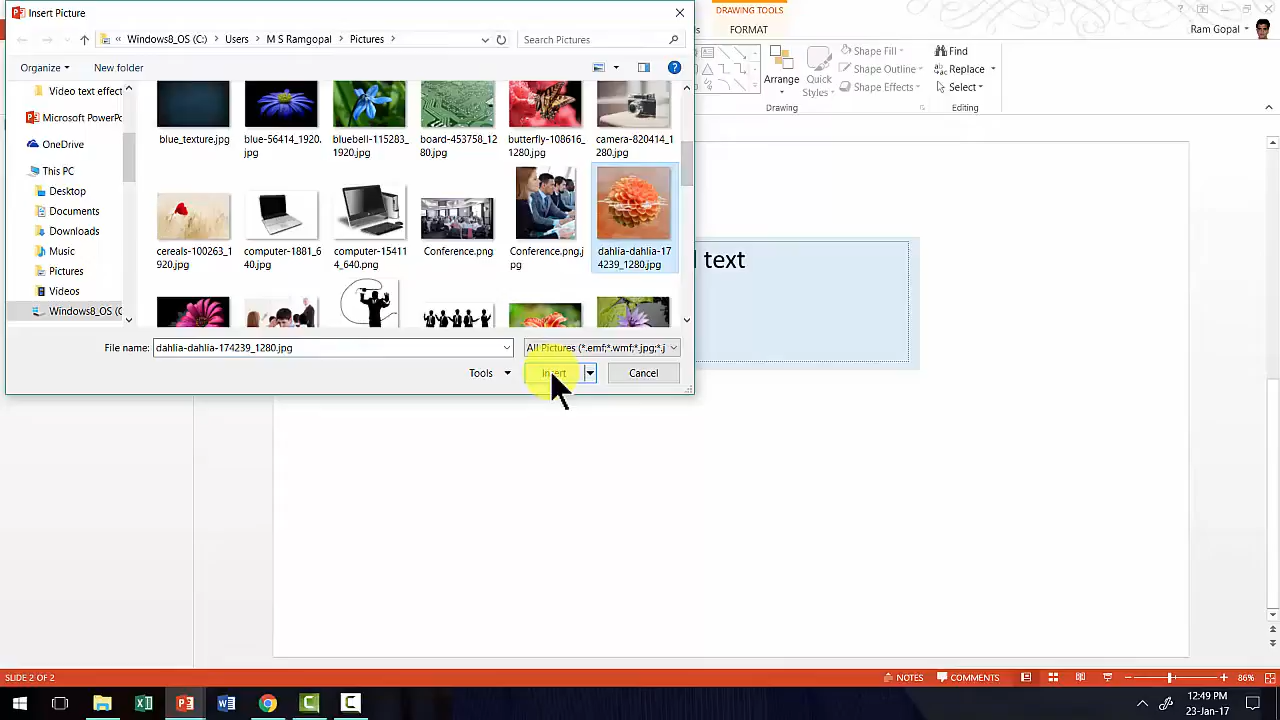 Insert Picture
DRAWING TOOLS
FORMAT
Ram Gopal
« Windows8_OS (C:) › Users › M S Ramgopal › Pictures ›
Search Pictures
Organize
New folder
Shape Fill
Shape Outline
Shape Effects
Arrange
Quick
Styles
Drawing
Find
Replace
Select
Editing
Video text effect
Microsoft PowerPo
OneDrive
This PC
Desktop
Documents
Downloads
Music
Pictures
Videos
Windows8_OS (C
blue_texture.jpg
blue-56414_1920.
jpg
bluebell-115283_
1920.jpg
board-453758_12
80.jpg
butterfly-108616_
1280.jpg
camera-820414_1
280.jpg
cereals-100263_1
920.jpg
computer-1881_6
40.jpg
computer-15411
4_640.png
Conference.png
Conference.png.j
pg
dahlia-dahlia-17
4239_1280.jpg
text
File name:
dahlia-dahlia-174239_1280.jpg
All Pictures (*.emf;*.wmf;*.jpg;*.j
Tools
Insert
Cancel
SLIDE 2 OF 2
NOTES
COMMENTS
86%
12:49 PM
23-Jan-17